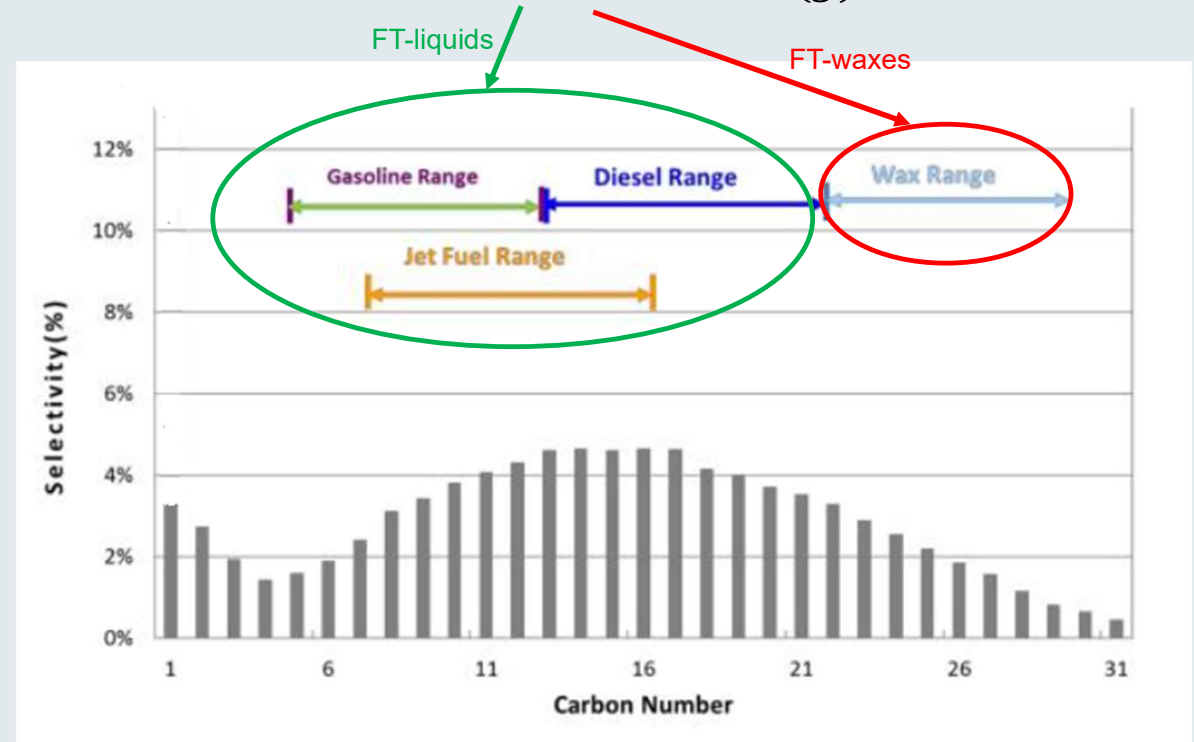 FT-liquids
FT-waxes
12%
Gasoline Range
Diesel Range
Wax Range
10%
Jet Fuel Range
8%
6%
4%
2%
0%
Selectivity(%)
1 6 11 16 21 26 31
Carbon Number